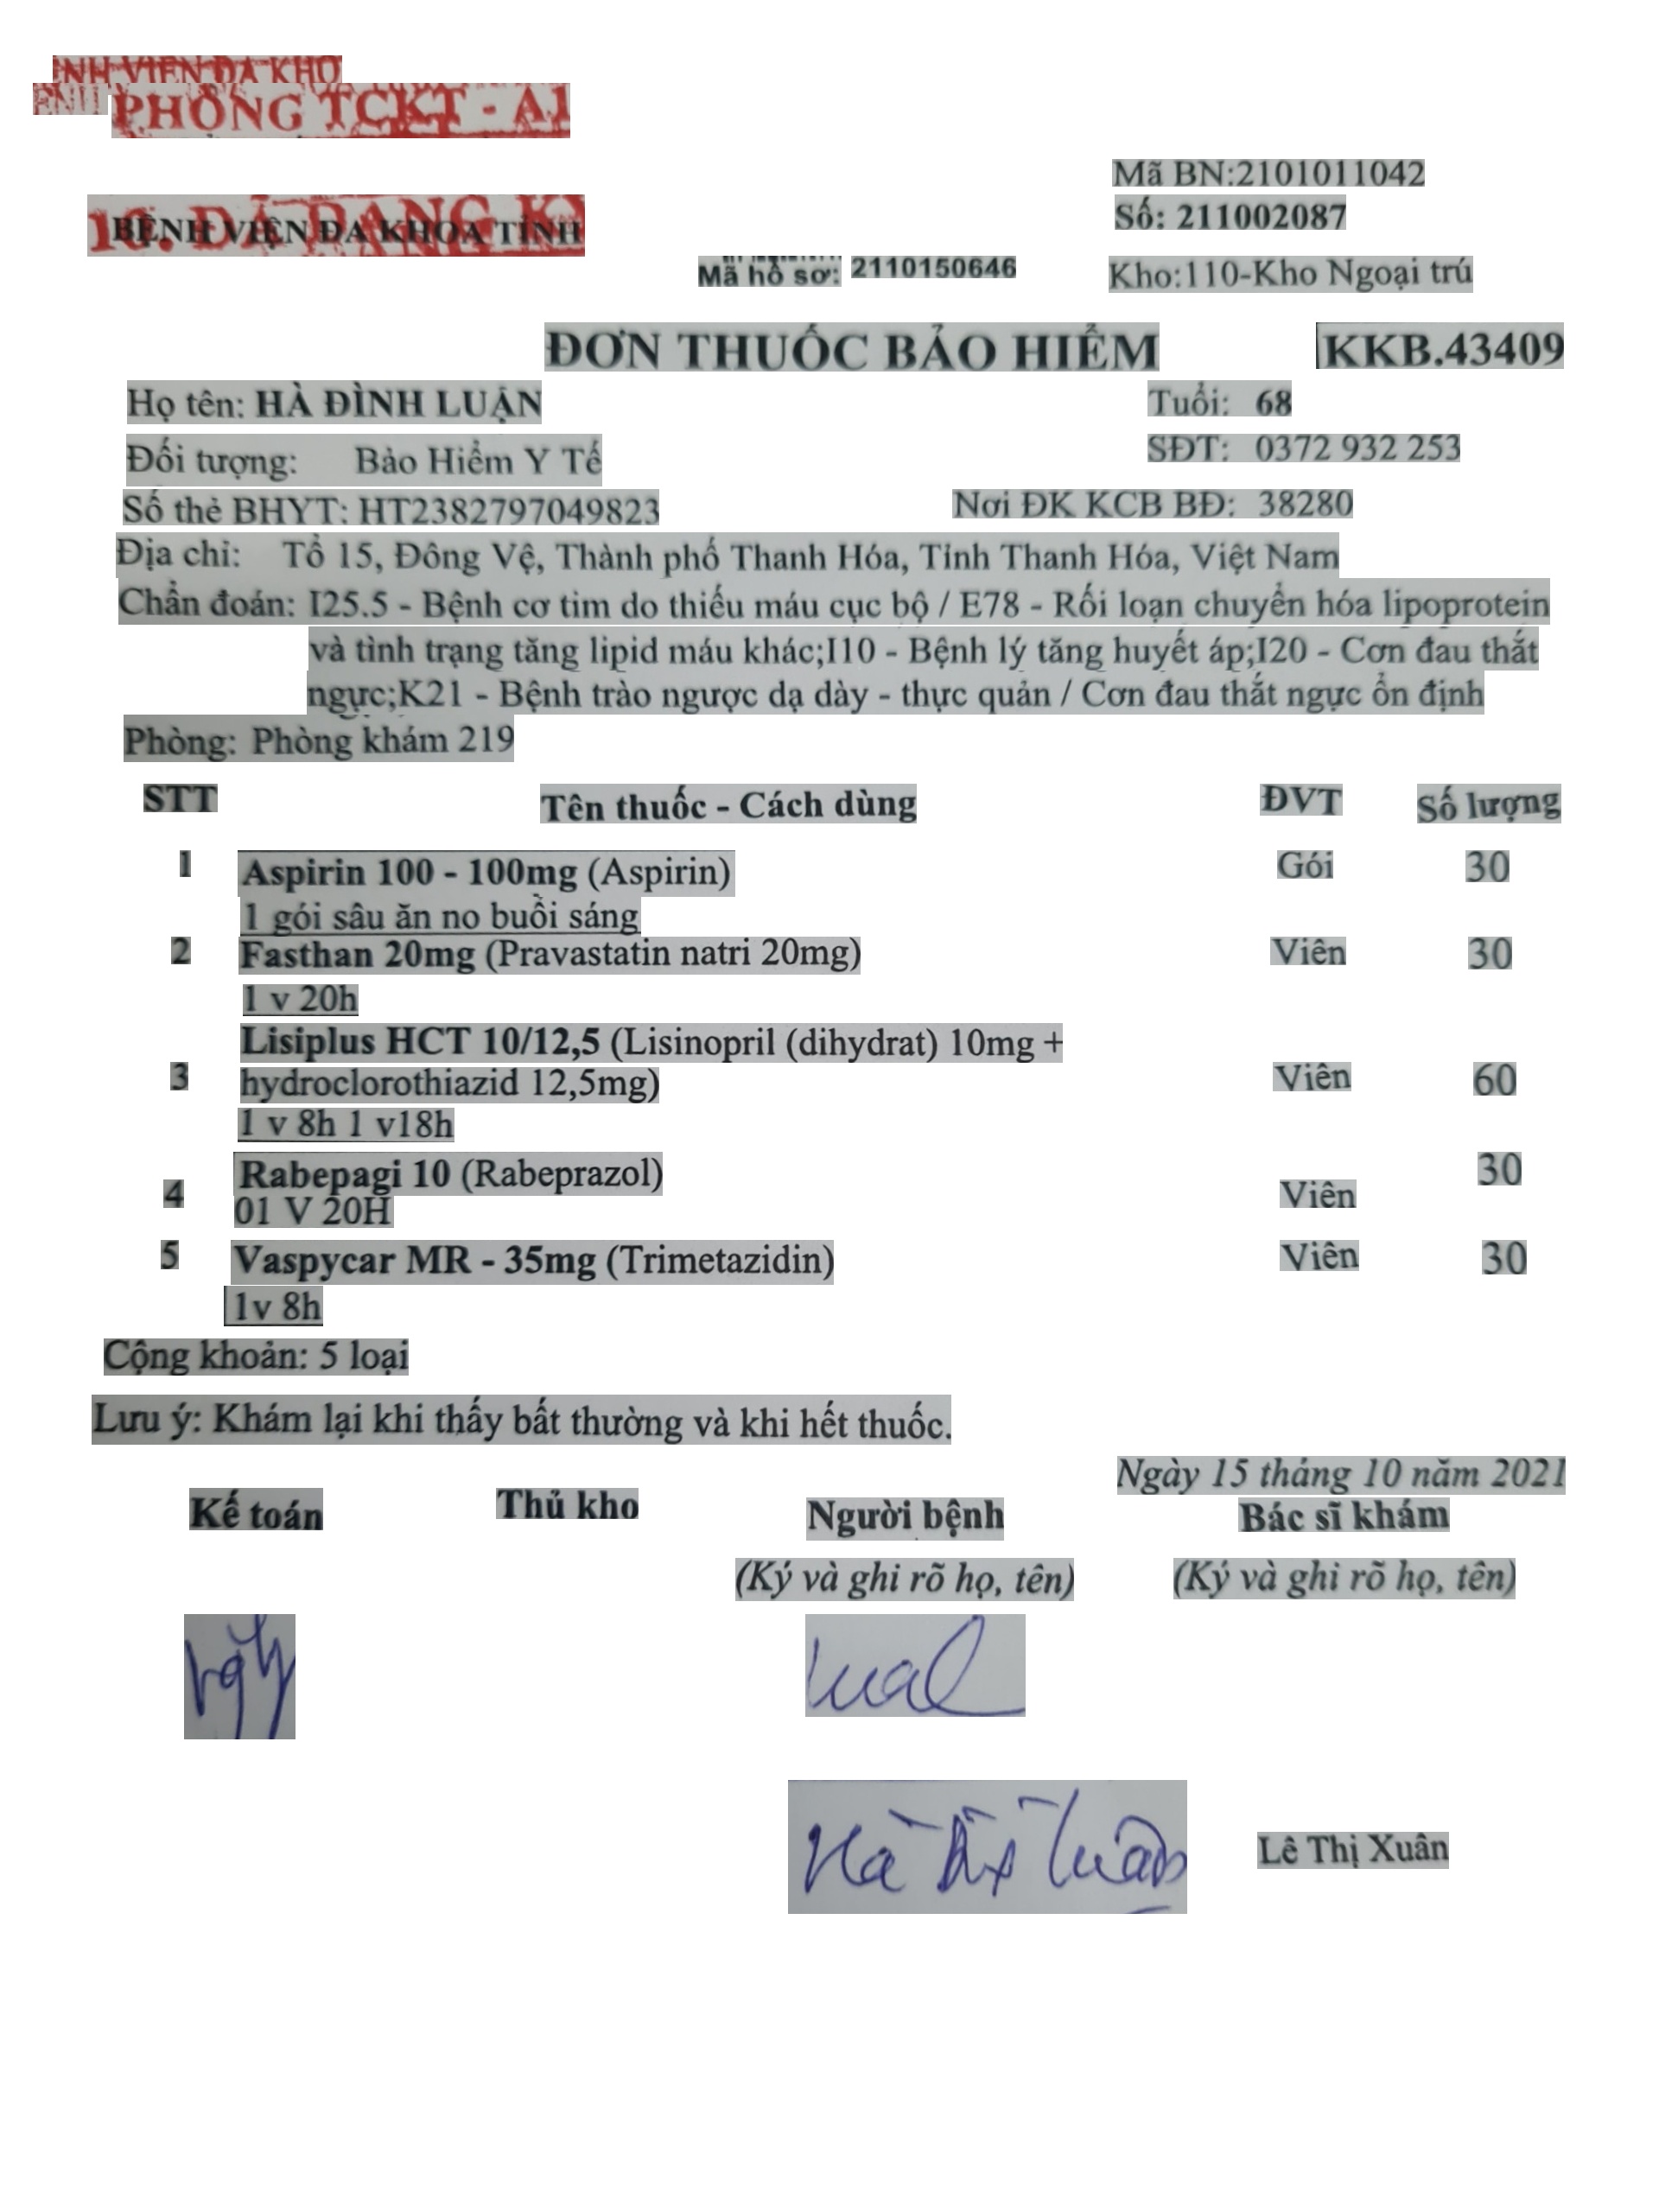 PHÒNG TCKT - A1
BỆNH VIỆN ĐA KHOA TỈNH
Mã BN:2101011042
Số: 211002087
Mã hồ sơ: 2110150646
Kho:110-Kho Ngoại trú
ĐƠN THUỐC BẢO HIỂM KKB.43409
Họ tên: HÀ ĐÌNH LUẬN Tuổi: 68
Đối tượng: Bảo Hiểm Y Tế SĐT: 0372 932 253
Số thẻ BHYT: HT2382797049823 Nơi ĐK KCB BĐ: 38280
Địa chỉ: Tổ 15, Đông Vệ, Thành phố Thanh Hóa, Tỉnh Thanh Hóa, Việt Nam
Chẩn đoán: I25.5 - Bệnh cơ tim do thiếu máu cục bộ / E78 - Rối loạn chuyển hóa lipoprotein
và tình trạng tăng lipid máu khác;I10 - Bệnh lý tăng huyết áp;I20 - Cơn đau thắt
ngực;K21 - Bệnh trào ngược dạ dày - thực quản / Cơn đau thắt ngực ổn định
Phòng: Phòng khám 219
STT Tên thuốc - Cách dùng ĐVT Số lượng
1 Aspirin 100 - 100mg (Aspirin) Gói 30
1 gói sâu ăn no buổi sáng
2 Fasthan 20mg (Pravastatin natri 20mg) Viên 30
1 v 20h
Lisiplus HCT 10/12,5 (Lisinopril (dihydrat) 10mg +
3 hydroclorothiazid 12,5mg) Viên 60
1 v 8h 1 v18h
4 Rabepagi 10 (Rabeprazol) Viên 30
01 V 20H
5 Vaspycar MR - 35mg (Trimetazidin) Viên 30
1v 8h
Cộng khoản: 5 loại
Lưu ý: Khám lại khi thấy bất thường và khi hết thuốc.
Ngày 15 tháng 10 năm 2021
Kế toán Thủ kho Người bệnh Bác sĩ khám
(Ký và ghi rõ họ, tên) (Ký và ghi rõ họ, tên)
Lê Thị Xuân